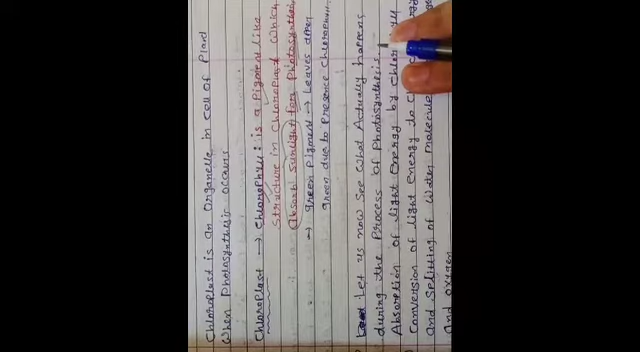 Chloroplast is an organelle in cell of Plant
When photosynthesis occurs
Chloroplast → chlorophyll : is a Pigment like
structure in Chloroplast which
Absorb sunlight for Photosynthesis
→ green Pigment → Leaves often
green due to Presence Chlorophyll
Let us now see what Actually happens
during the Process of Photosynthesis.
Absorption of light Energy by
Conversion of light energy to
and splitting of water molecule
And oxygen